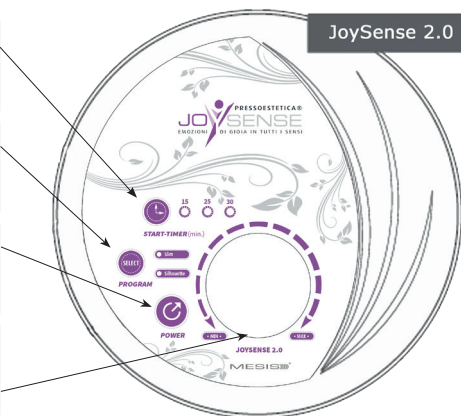 JoySense 2.0
PRESSOESTETICA®
JOYSENSE
EMOZIONI DI GIOIA IN TUTTI I SENSI
15 25 30
START-TIMER (min.)
SELECT
Slim
Silhouette
PROGRAM
POWER
• MIN •
• MAX •
JOYSENSE 2.0
MESIS®